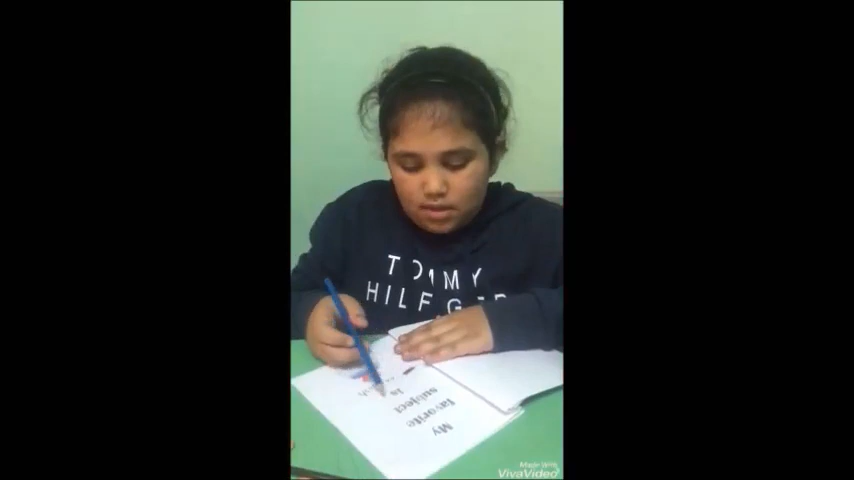 TOMMY
HILFIGER
My
favorite
subject
is
Made With
VivaVideo